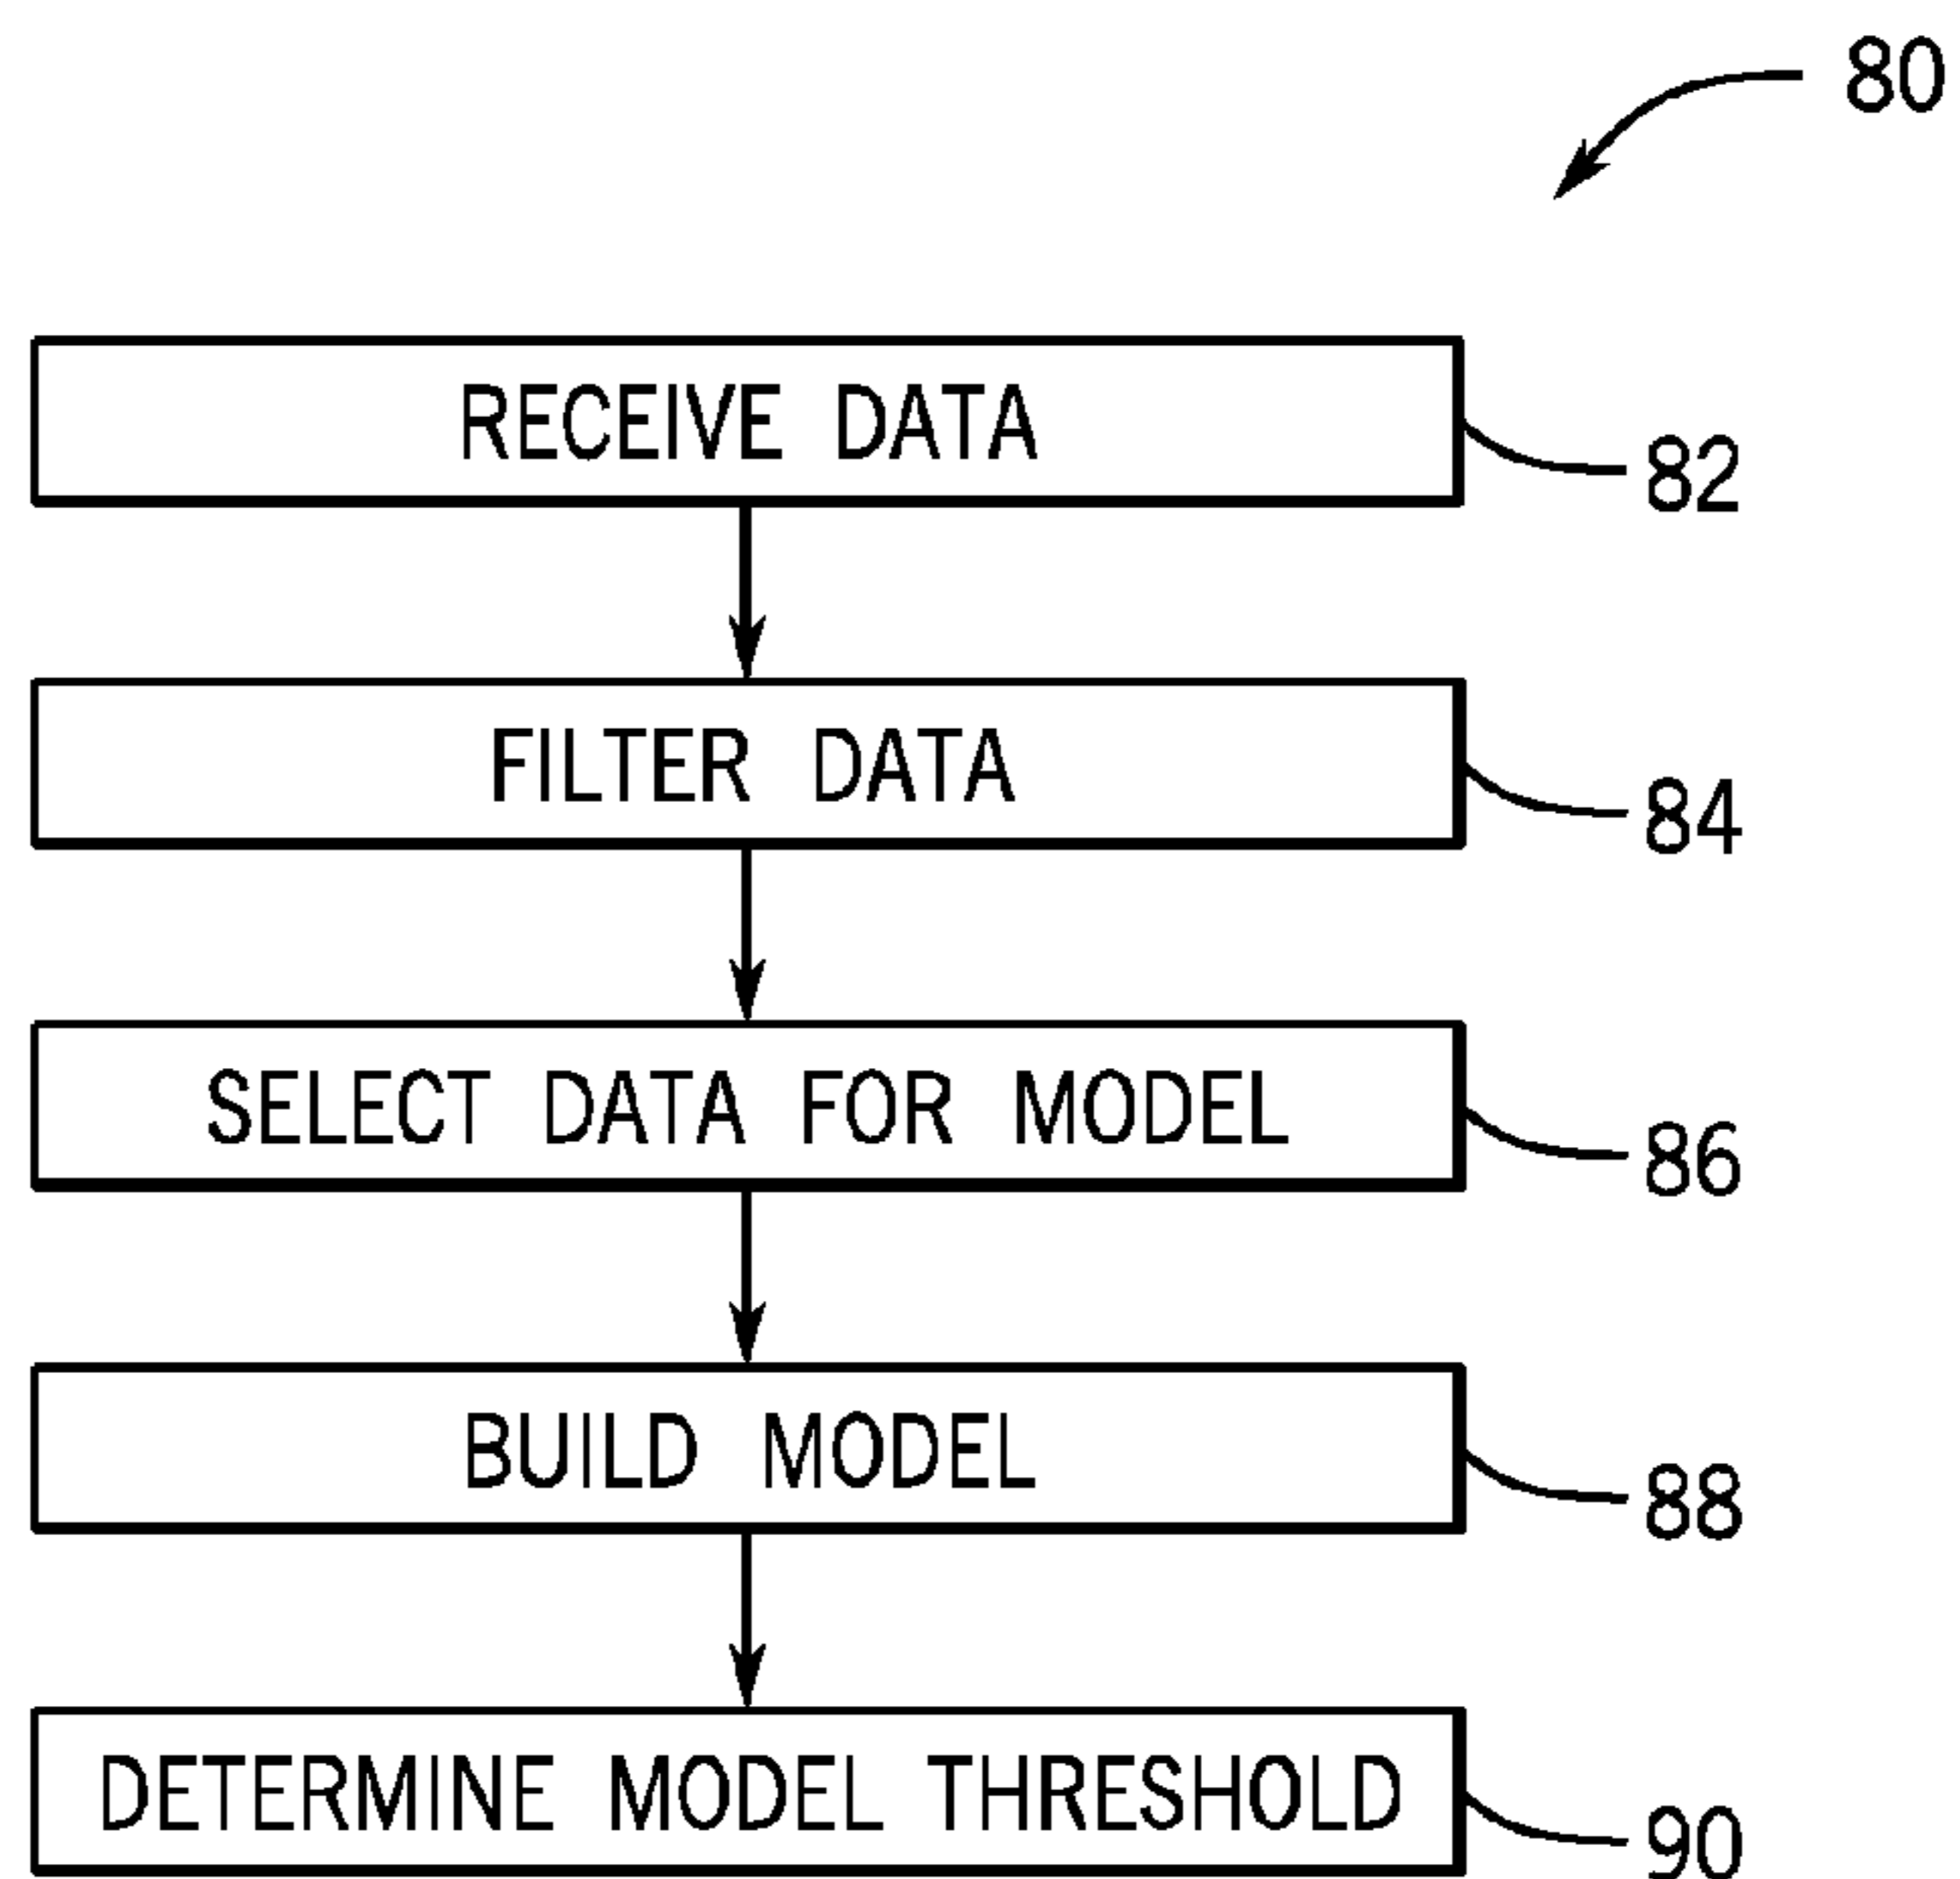 80
RECEIVE DATA
82
FILTER DATA
84
SELECT DATA FOR MODEL
86
BUILD MODEL
88
DETERMINE MODEL THRESHOLD
90